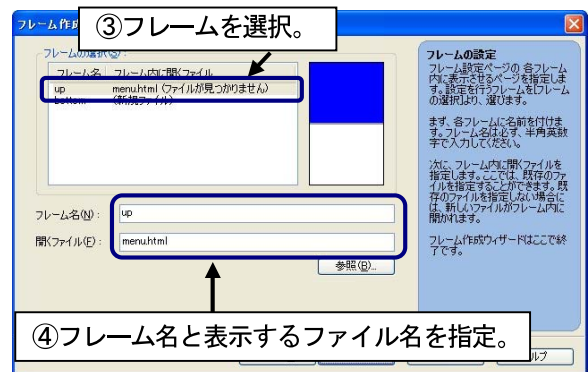 フレーム作成
③フレームを選択。
フレームの選択(S):
フレーム名 フレーム内に開くファイル
up menu.html (ファイルが見つかりません)
bottom (新規ファイル)
フレーム名(N): up
開くファイル(F): menu.html
参照(B)...
④フレーム名と表示するファイル名を指定。
フレームの設定
フレーム設定ページの 各フレーム
内に表示させるページを指定しま
す。設定を行うフレームを[フレーム
の選択]より、選びます。
まず、各フレームに名前を付けま
す。フレーム名は必ず、半角英数
字で入力してください。
次に、フレーム内に開くファイルを
指定します。ここでは、既存のファ
イルを指定することができます。既
存のファイルを指定しない場合に
は、新しいファイルがフレーム内に
開かれます。
フレーム作成ウィザードはここで終
了です。
ルプ